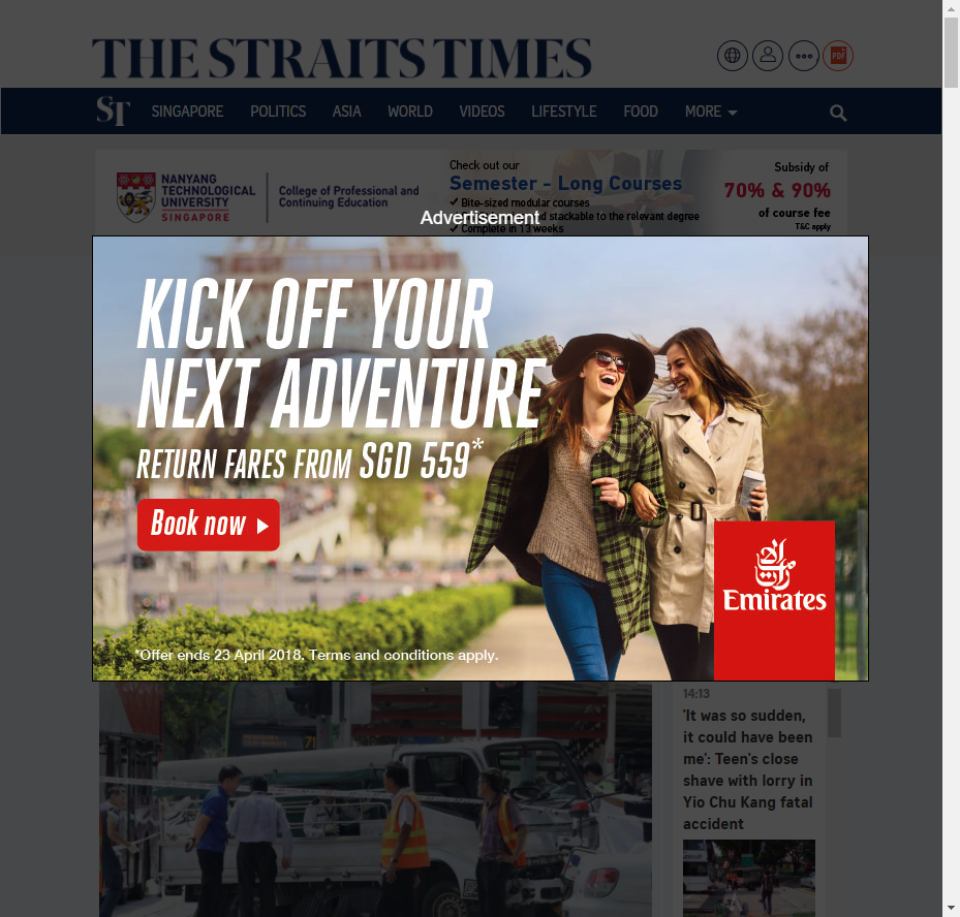 THE STRAITS TIMES
PDF
ST
SINGAPORE
POLITICS
ASIA
WORLD
VIDEOS
LIFESTYLE
FOOD
MORE
NANYANG
TECHNOLOGICAL
UNIVERSITY
SINGAPORE
College of Professional and
Continuing Education
Check out our
Semester - Long Courses
✓ Bite-sized modular courses
d stackable to the relevant degree
✓ Complete in 13 weeks
Subsidy of
70% & 90%
of course fee
T&C apply
Advertisement
KICK OFF YOUR
NEXT ADVENTURE
RETURN FARES FROM SGD 559*
Book now
Emirates
*Offer ends 23 April 2018. Terms and conditions apply.
71
14:13
'It was so sudden,
it could have been
me': Teen's close
shave with lorry in
Yio Chu Kang fatal
accident